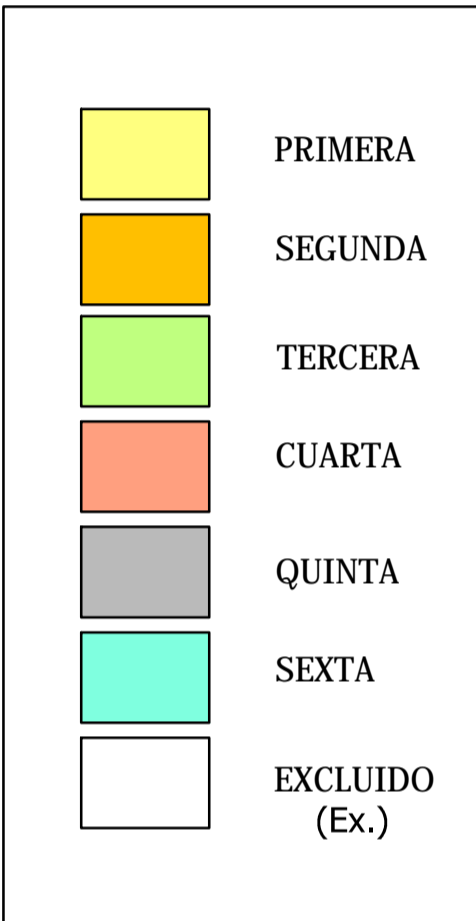 PRIMERA
SEGUNDA
TERCERA
CUARTA
QUINTA
SEXTA
EXCLUIDO
(Ex.)